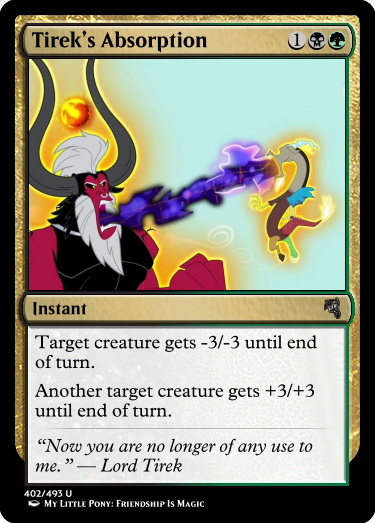 Tirek's Absorption 1
Instant
Target creature gets -3/-3 until end
of turn.
Another target creature gets +3/+3
until end of turn.
“Now you are no longer of any use to
me.” — Lord Tirek
402/493 U
My Little Pony: Friendship Is Magic